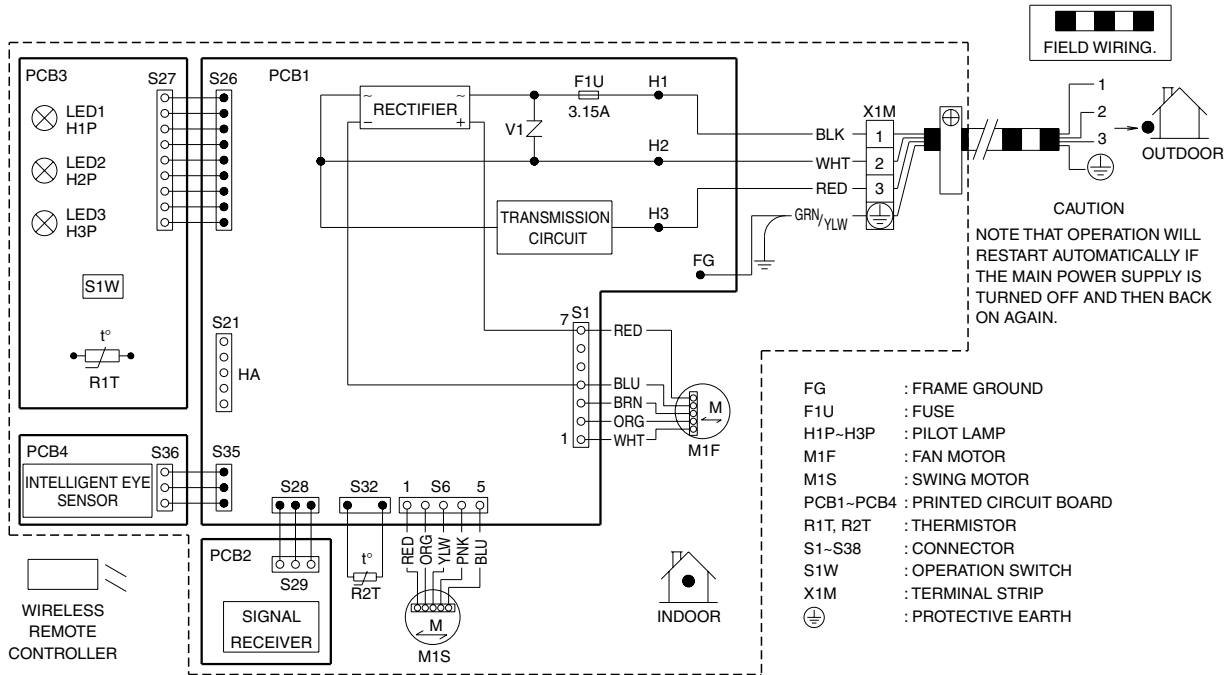 FIELD WIRING.
PCB3
S27
S26
PCB1
LED1
H1P
LED2
H2P
LED3
H3P
S1W
t°
R1T
S21
HA
~
~
RECTIFIER
−
+
V1
F1U
3.15A
H1
H2
H3
TRANSMISSION
CIRCUIT
FG
BLK
WHT
RED
GRN/YLW
X1M
1
2
3
1
2
3
OUTDOOR
CAUTION
NOTE THAT OPERATION WILL
RESTART AUTOMATICALLY IF
THE MAIN POWER SUPPLY IS
TURNED OFF AND THEN BACK
ON AGAIN.
7
S1
1
RED
BLU
BRN
ORG
WHT
M
M1F
PCB4
S36
S35
INTELLIGENT EYE
SENSOR
S28
S32
1
S6
5
RED
ORG
YLW
PNK
BLU
t°
R2T
M
M1S
PCB2
S29
SIGNAL
RECEIVER
WIRELESS
REMOTE
CONTROLLER
INDOOR
FG : FRAME GROUND
F1U : FUSE
H1P~H3P : PILOT LAMP
M1F : FAN MOTOR
M1S : SWING MOTOR
PCB1~PCB4 : PRINTED CIRCUIT BOARD
R1T, R2T : THERMISTOR
S1~S38 : CONNECTOR
S1W : OPERATION SWITCH
X1M : TERMINAL STRIP
: PROTECTIVE EARTH